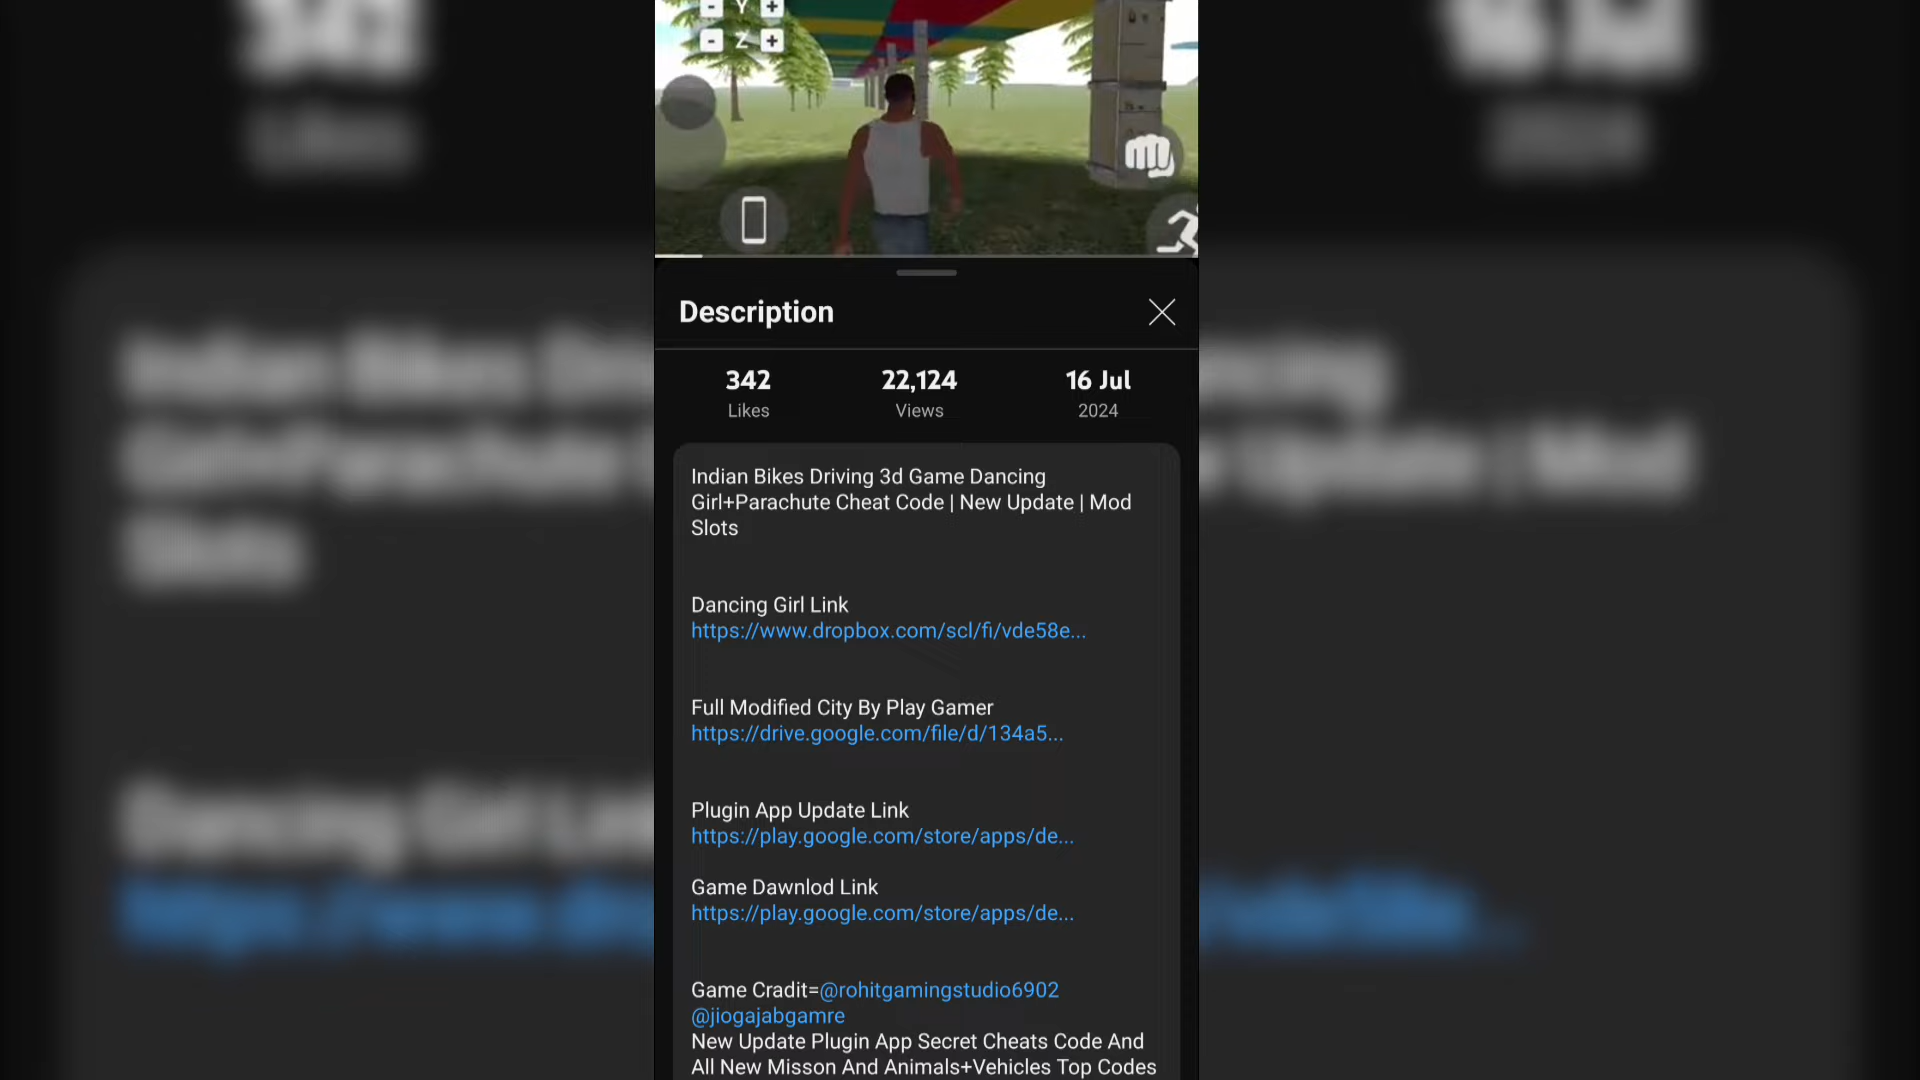 - Y +
- Z +
Description
342
22,124
16 Jul
Likes
Views
2024
Indian Bikes Driving 3d Game Dancing
Girl+Parachute Cheat Code | New Update | Mod
Slots
Dancing Girl Link
https://www.dropbox.com/scl/fi/vde58e...
Full Modified City By Play Gamer
https://drive.google.com/file/d/134a5...
Plugin App Update Link
https://play.google.com/store/apps/de...
Game Dawnlod Link
https://play.google.com/store/apps/de...
Game Cradit=@rohitgamingstudio6902
@jiogajabgamre
New Update Plugin App Secret Cheats Code And
All New Misson And Animals+Vehicles Top Codes